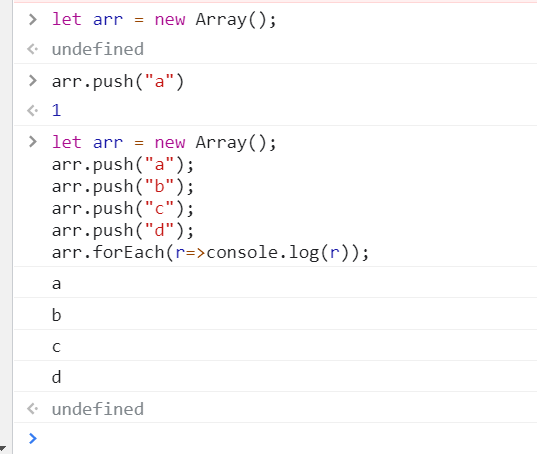 > let arr = new Array();
< undefined
> arr.push("a")
< 1
> let arr = new Array();
arr.push("a");
arr.push("b");
arr.push("c");
arr.push("d");
arr.forEach(r=>console.log(r));
a
b
c
d
< undefined
>